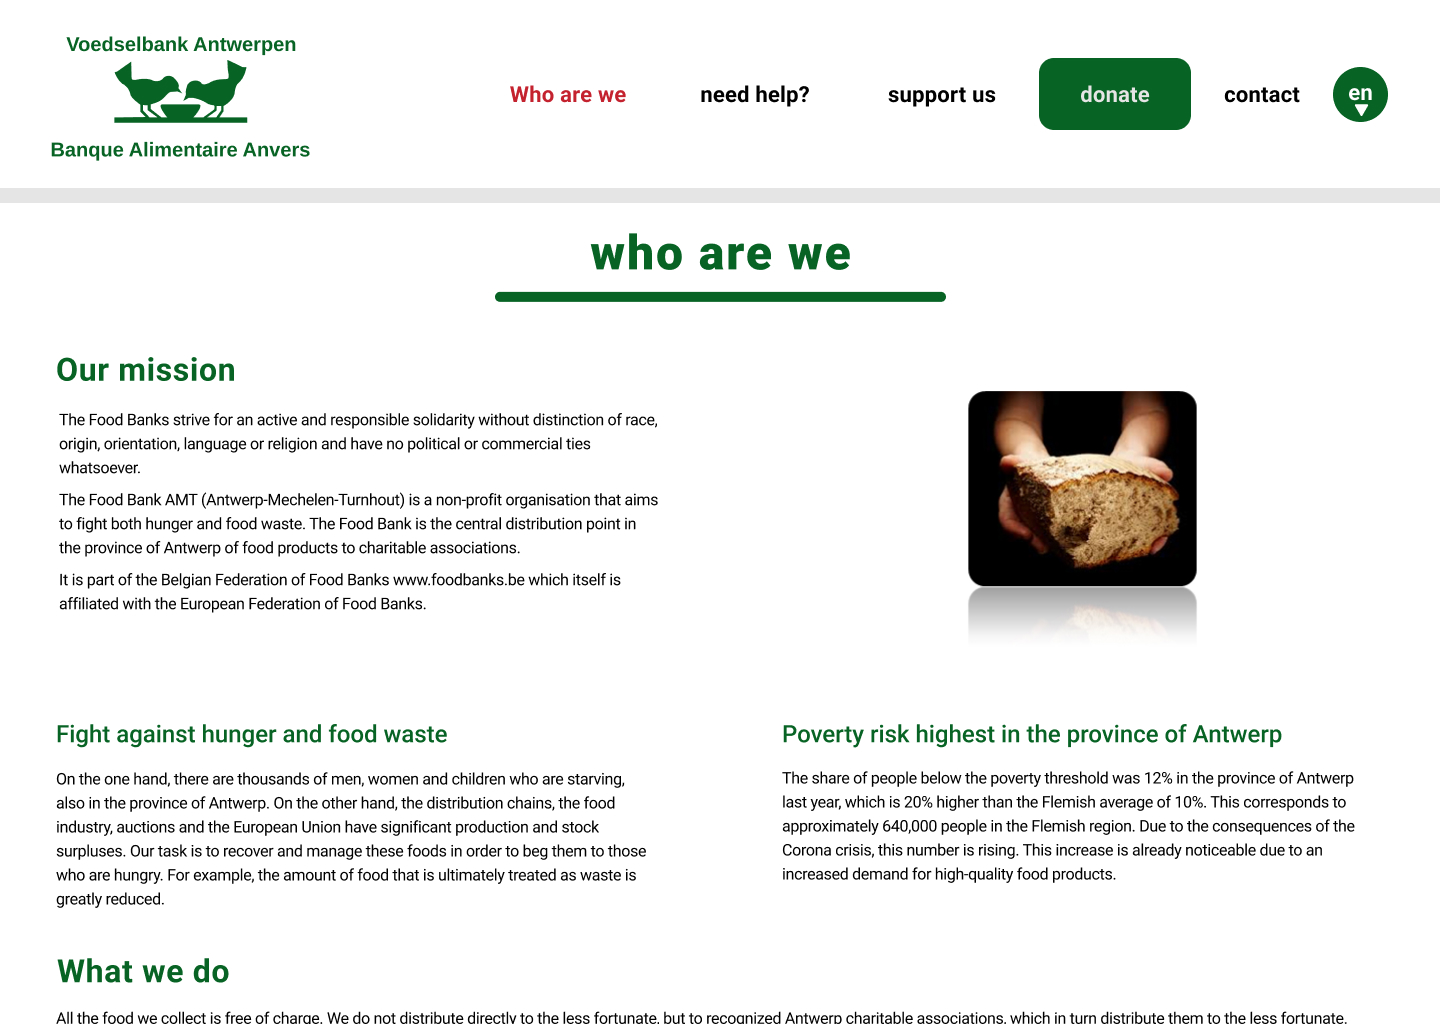 Voedselbank Antwerpen
Banque Alimentaire Anvers
Who are we
need help?
support us
donate
contact
en
who are we
Our mission
The Food Banks strive for an active and responsible solidarity without distinction of race,
origin, orientation, language or religion and have no political or commercial ties
whatsoever.
The Food Bank AMT (Antwerp-Mechelen-Turnhout) is a non-profit organisation that aims
to fight both hunger and food waste. The Food Bank is the central distribution point in
the province of Antwerp of food products to charitable associations.
It is part of the Belgian Federation of Food Banks www.foodbanks.be which itself is
affiliated with the European Federation of Food Banks.
Fight against hunger and food waste
On the one hand, there are thousands of men, women and children who are starving,
also in the province of Antwerp. On the other hand, the distribution chains, the food
industry, auctions and the European Union have significant production and stock
surpluses. Our task is to recover and manage these foods in order to beg them to those
who are hungry. For example, the amount of food that is ultimately treated as waste is
greatly reduced.
Poverty risk highest in the province of Antwerp
The share of people below the poverty threshold was 12% in the province of Antwerp
last year, which is 20% higher than the Flemish average of 10%. This corresponds to
approximately 640,000 people in the Flemish region. Due to the consequences of the
Corona crisis, this number is rising. This increase is already noticeable due to an
increased demand for high-quality food products.
What we do
All the food we collect is free of charge. We do not distribute directly to the less fortunate, but to recognized Antwerp charitable associations, which in turn distribute them to the less fortunate.